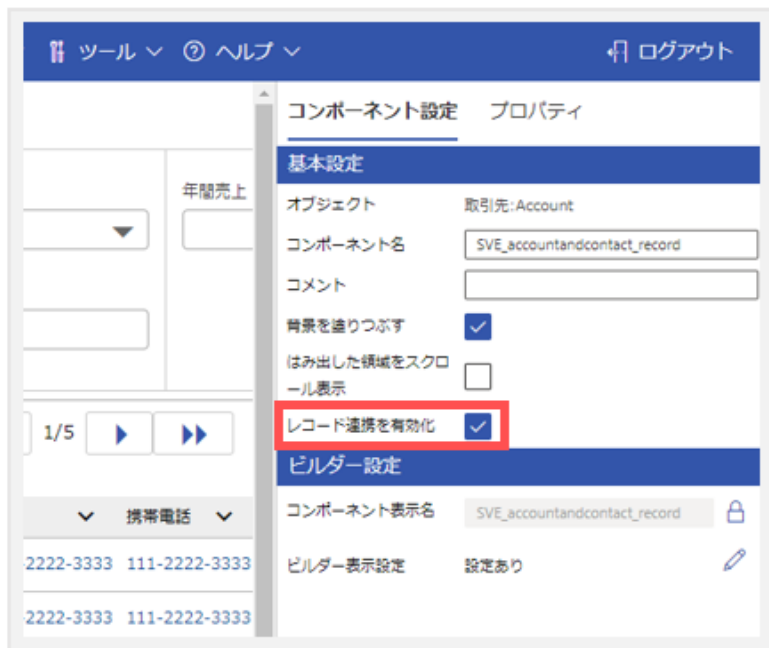 ツール ヘルプ ログアウト
コンポーネント設定 プロパティ
基本設定
年間売上
オブジェクト 取引先:Account
コンポーネント名 SVE_accountandcontact_record
コメント
背景を塗りつぶす
はみ出した領域をスクロ
ール表示
レコード連携を有効化
1/5
ビルダー設定
コンポーネント表示名 SVE_accountandcontact_record
携帯電話
-2222-3333 111-2222-3333
ビルダー表示設定 設定あり
-2222-3333 111-2222-3333